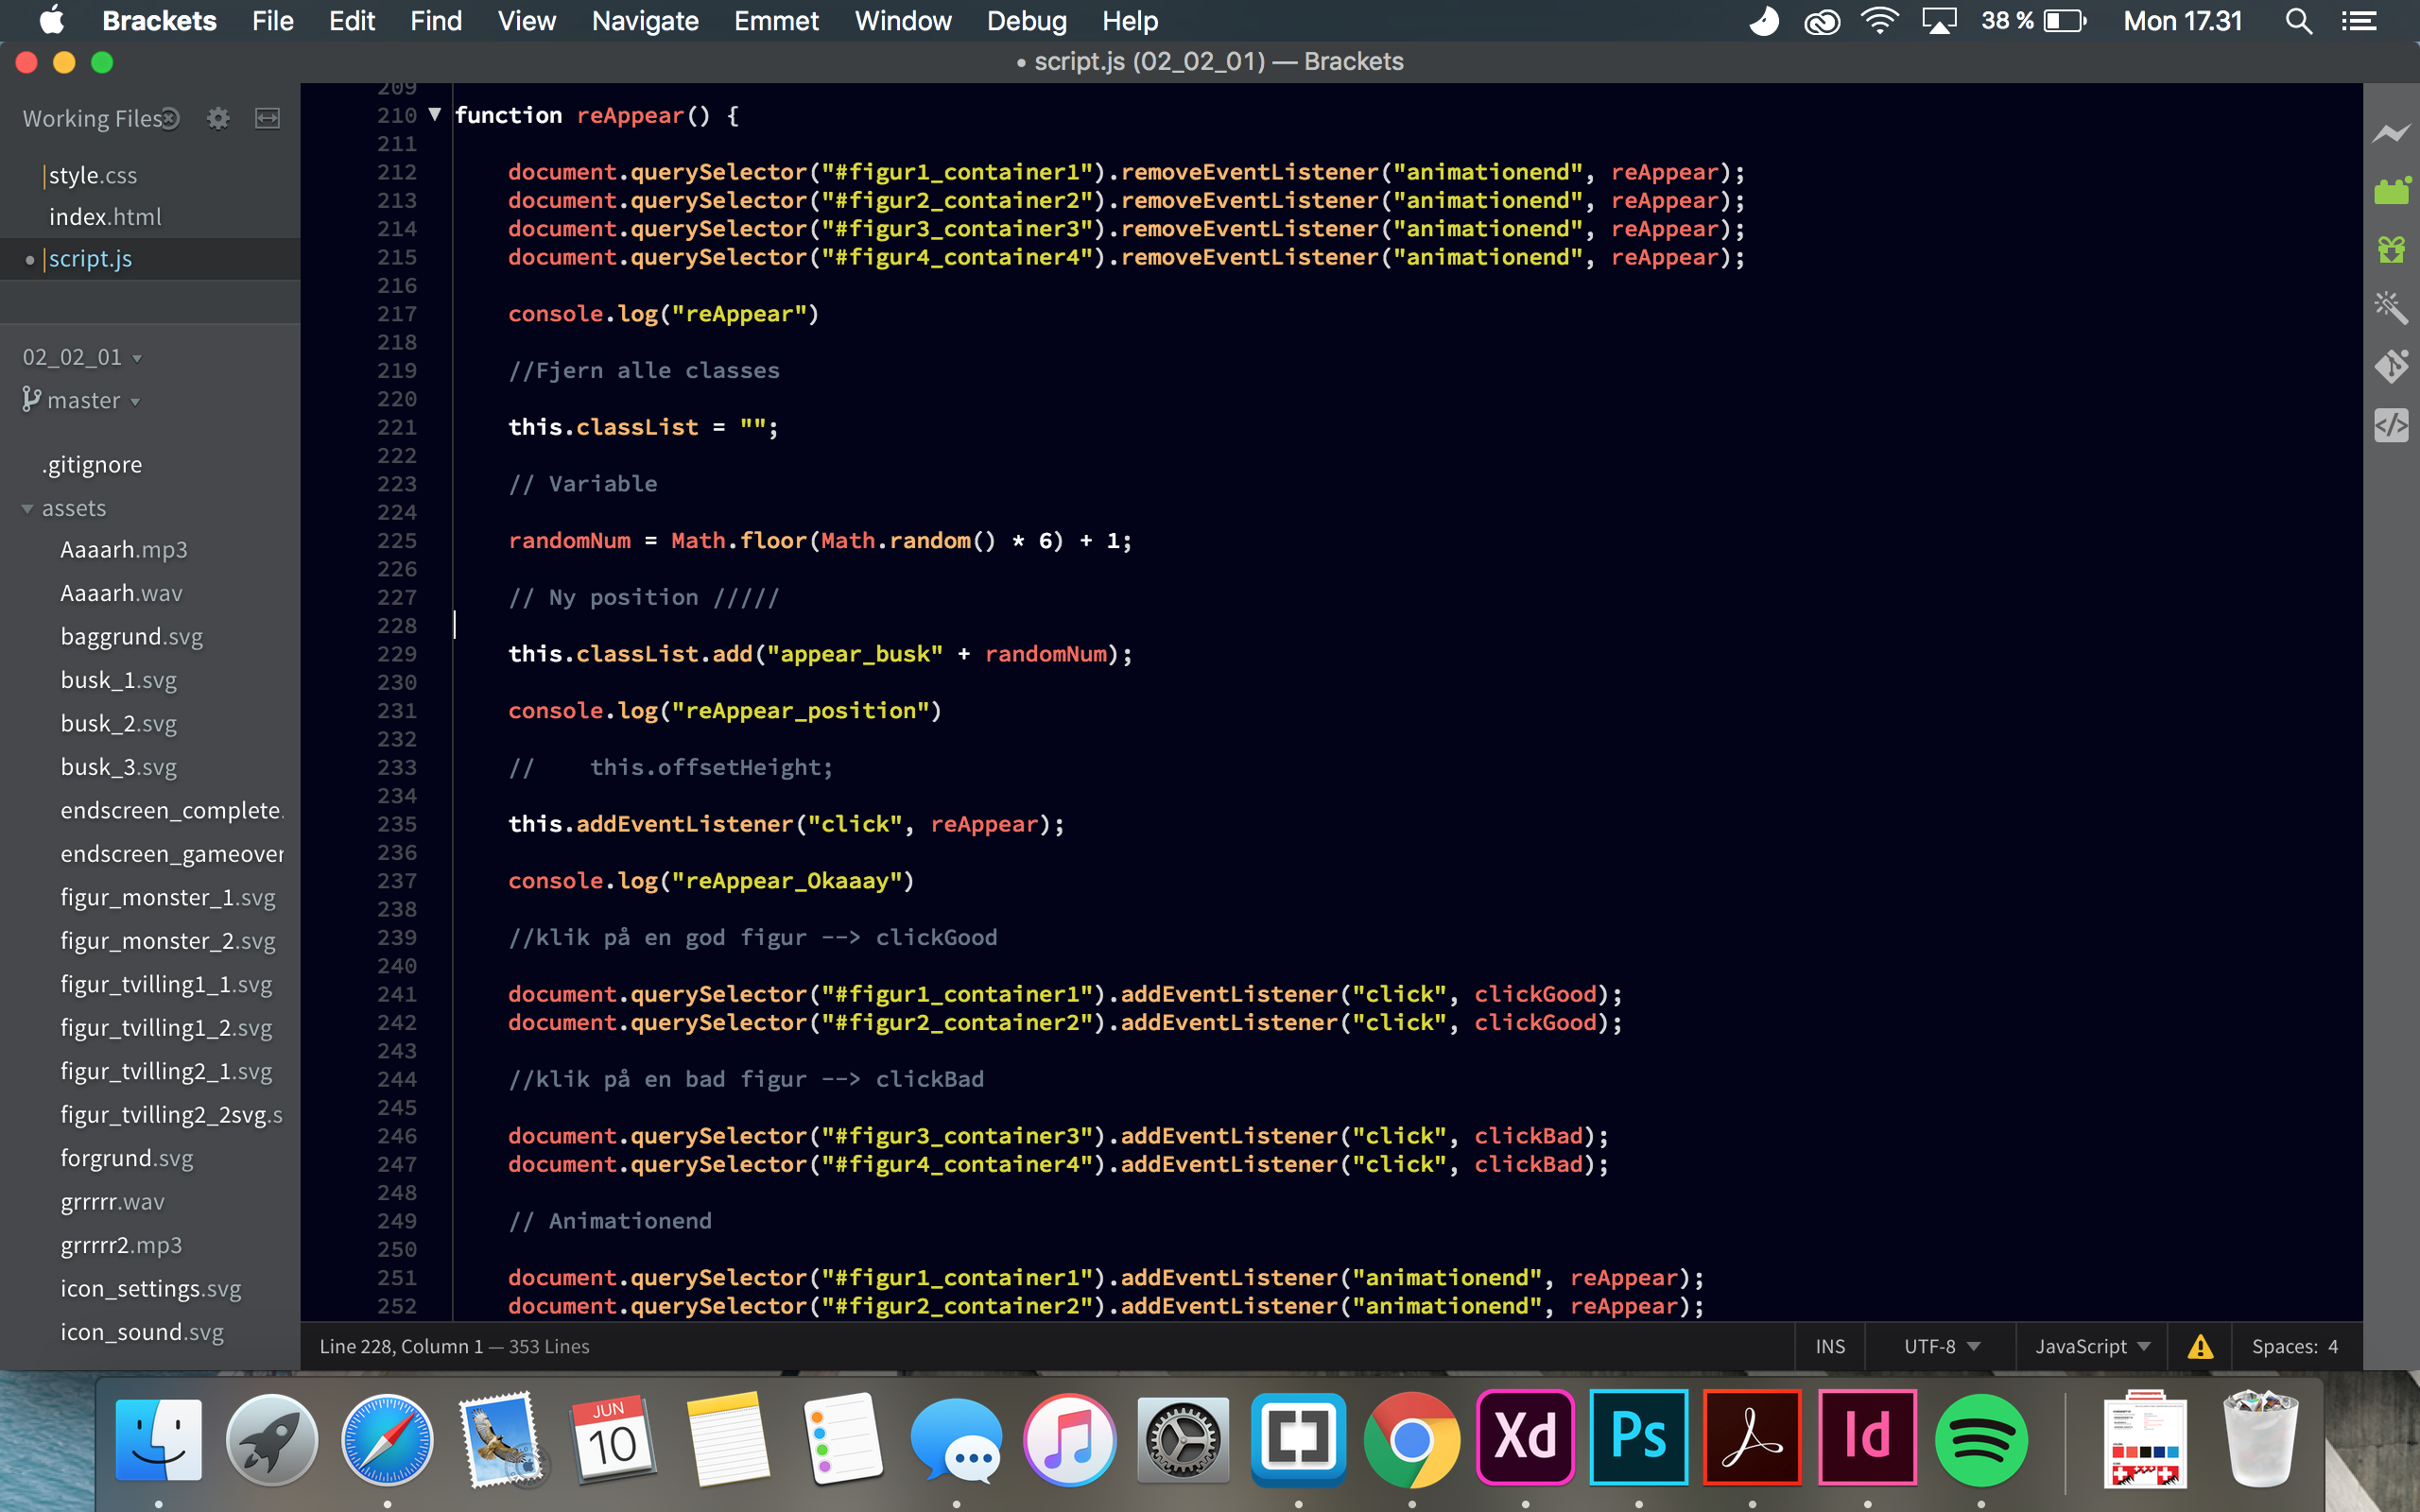 Brackets File Edit Find View Navigate Emmet Window Debug Help 38 % Mon 17.31
• script.js (02_02_01) — Brackets
Working Files
style.css
index.html
script.js
02_02_01
master
.gitignore
assets
Aaaarh.mp3
Aaaarh.wav
baggrund.svg
busk_1.svg
busk_2.svg
busk_3.svg
endscreen_complete.
endscreen_gameover
figur_monster_1.svg
figur_monster_2.svg
figur_tvilling1_1.svg
figur_tvilling1_2.svg
figur_tvilling2_1.svg
figur_tvilling2_2svg.s
forgrund.svg
grrrrr.wav
grrrrr2.mp3
icon_settings.svg
icon_sound.svg
209
210 function reAppear() {
211
212 document.querySelector("#figur1_container1").removeEventListener("animationend", reAppear);
213 document.querySelector("#figur2_container2").removeEventListener("animationend", reAppear);
214 document.querySelector("#figur3_container3").removeEventListener("animationend", reAppear);
215 document.querySelector("#figur4_container4").removeEventListener("animationend", reAppear);
216
217 console.log("reAppear")
218
219 //Fjern alle classes
220
221 this.classList = "";
222
223 // Variable
224
225 randomNum = Math.floor(Math.random() * 6) + 1;
226
227 // Ny position /////
228
229 this.classList.add("appear_busk" + randomNum);
230
231 console.log("reAppear_position")
232
233 // this.offsetHeight;
234
235 this.addEventListener("click", reAppear);
236
237 console.log("reAppear_Okaaay")
238
239 //klik på en god figur --> clickGood
240
241 document.querySelector("#figur1_container1").addEventListener("click", clickGood);
242 document.querySelector("#figur2_container2").addEventListener("click", clickGood);
243
244 //klik på en bad figur --> clickBad
245
246 document.querySelector("#figur3_container3").addEventListener("click", clickBad);
247 document.querySelector("#figur4_container4").addEventListener("click", clickBad);
248
249 // Animationend
250
251 document.querySelector("#figur1_container1").addEventListener("animationend", reAppear);
252 document.querySelector("#figur2_container2").addEventListener("animationend", reAppear);
Line 228, Column 1 — 353 Lines INS UTF-8 JavaScript Spaces: 4
JUN
10
Xd
Ps
Id